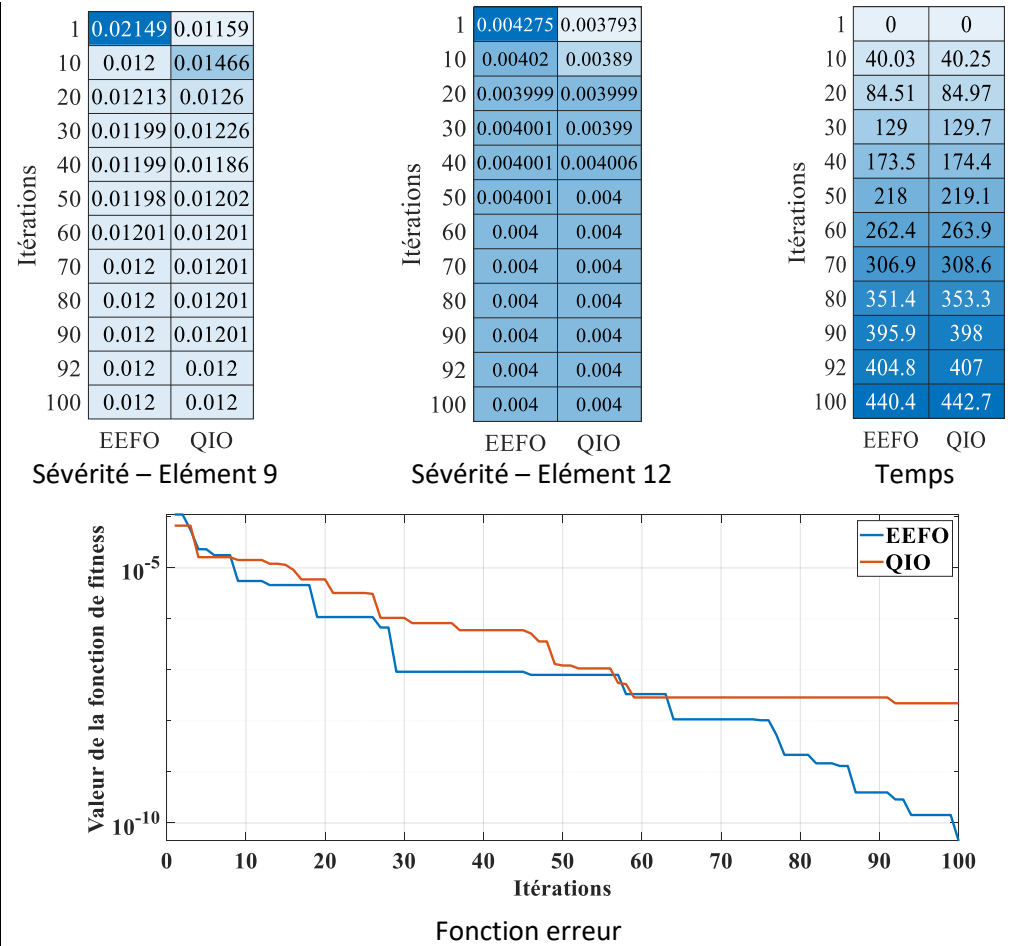 Itérations
1 0.02149 0.01159
10 0.012 0.01466
20 0.01213 0.0126
30 0.01199 0.01226
40 0.01199 0.01186
50 0.01198 0.01202
60 0.01201 0.01201
70 0.012 0.01201
80 0.012 0.01201
90 0.012 0.01201
92 0.012 0.012
100 0.012 0.012
EEFO QIO
Sévérité – Elément 9
Itérations
1 0.004275 0.003793
10 0.00402 0.00389
20 0.003999 0.003999
30 0.004001 0.00399
40 0.004001 0.004006
50 0.004001 0.004
60 0.004 0.004
70 0.004 0.004
80 0.004 0.004
90 0.004 0.004
92 0.004 0.004
100 0.004 0.004
EEFO QIO
Sévérité – Elément 12
Itérations
1 0 0
10 40.03 40.25
20 84.51 84.97
30 129 129.7
40 173.5 174.4
50 218 219.1
60 262.4 263.9
70 306.9 308.6
80 351.4 353.3
90 395.9 398
92 404.8 407
100 440.4 442.7
EEFO QIO
Temps
Valeur de la fonction de fitness
10-5
10-10
EEFO
QIO
0 10 20 30 40 50 60 70 80 90 100
Itérations
Fonction erreur